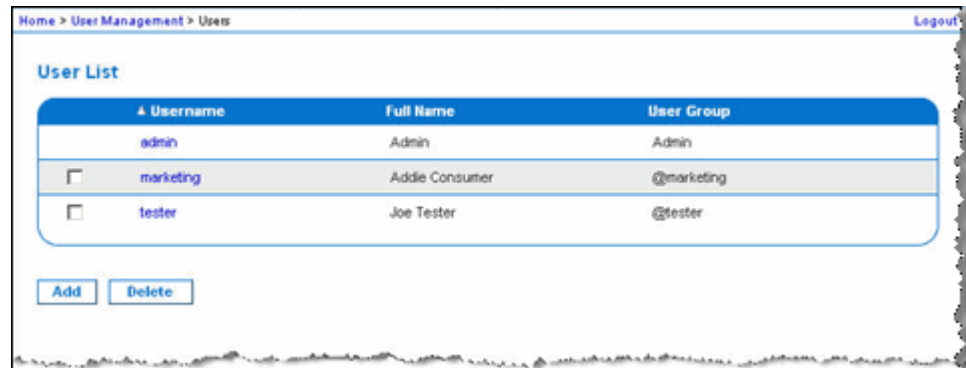 Home > User Management > Users Logout
User List
Username Full Name User Group
admin Admin Admin
marketing Addie Consumer @marketing
tester Joe Tester @tester
Add Delete